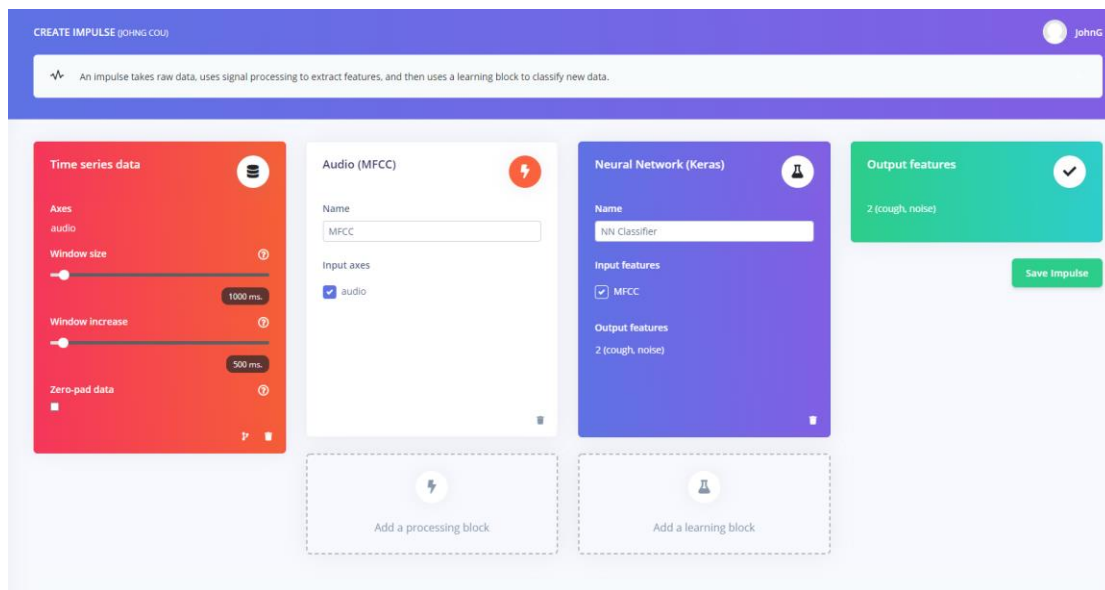 CREATE IMPULSE (JOHNG COU)
JohnG
An impulse takes raw data, uses signal processing to extract features, and then uses a learning block to classify new data.
Time series data
Axes
audio
Window size
1000 ms.
Window increase
500 ms.
Zero-pad data
Audio (MFCC)
Name
MFCC
Input axes
audio
Neural Network (Keras)
Name
NN Classifier
Input features
MFCC
Output features
2 (cough, noise)
Output features
2 (cough, noise)
Save Impulse
Add a processing block
Add a learning block